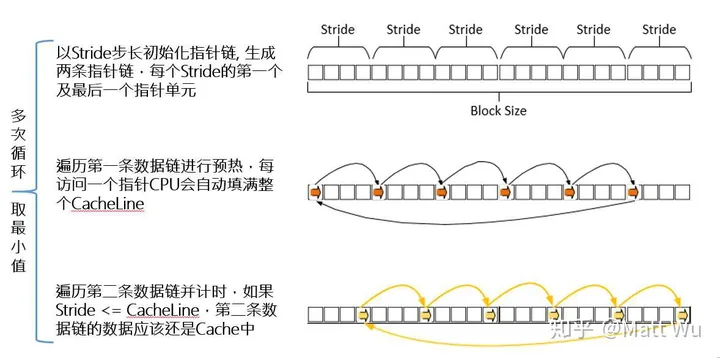 Stride Stride Stride Stride Stride
以Stride步长初始化指针链, 生成
两条指针链，每个Stride的第一个
及最后一个指针单元
Block Size
多次循环
遍历第一条数据链进行预热，每
访问一个指针CPU会自动填满整
个CacheLine
取最小值
遍历第二条数据链并计时，如果
Stride <= CacheLine，第二条数
据链的数据应该还是Cache中
知乎 @Matt Wu